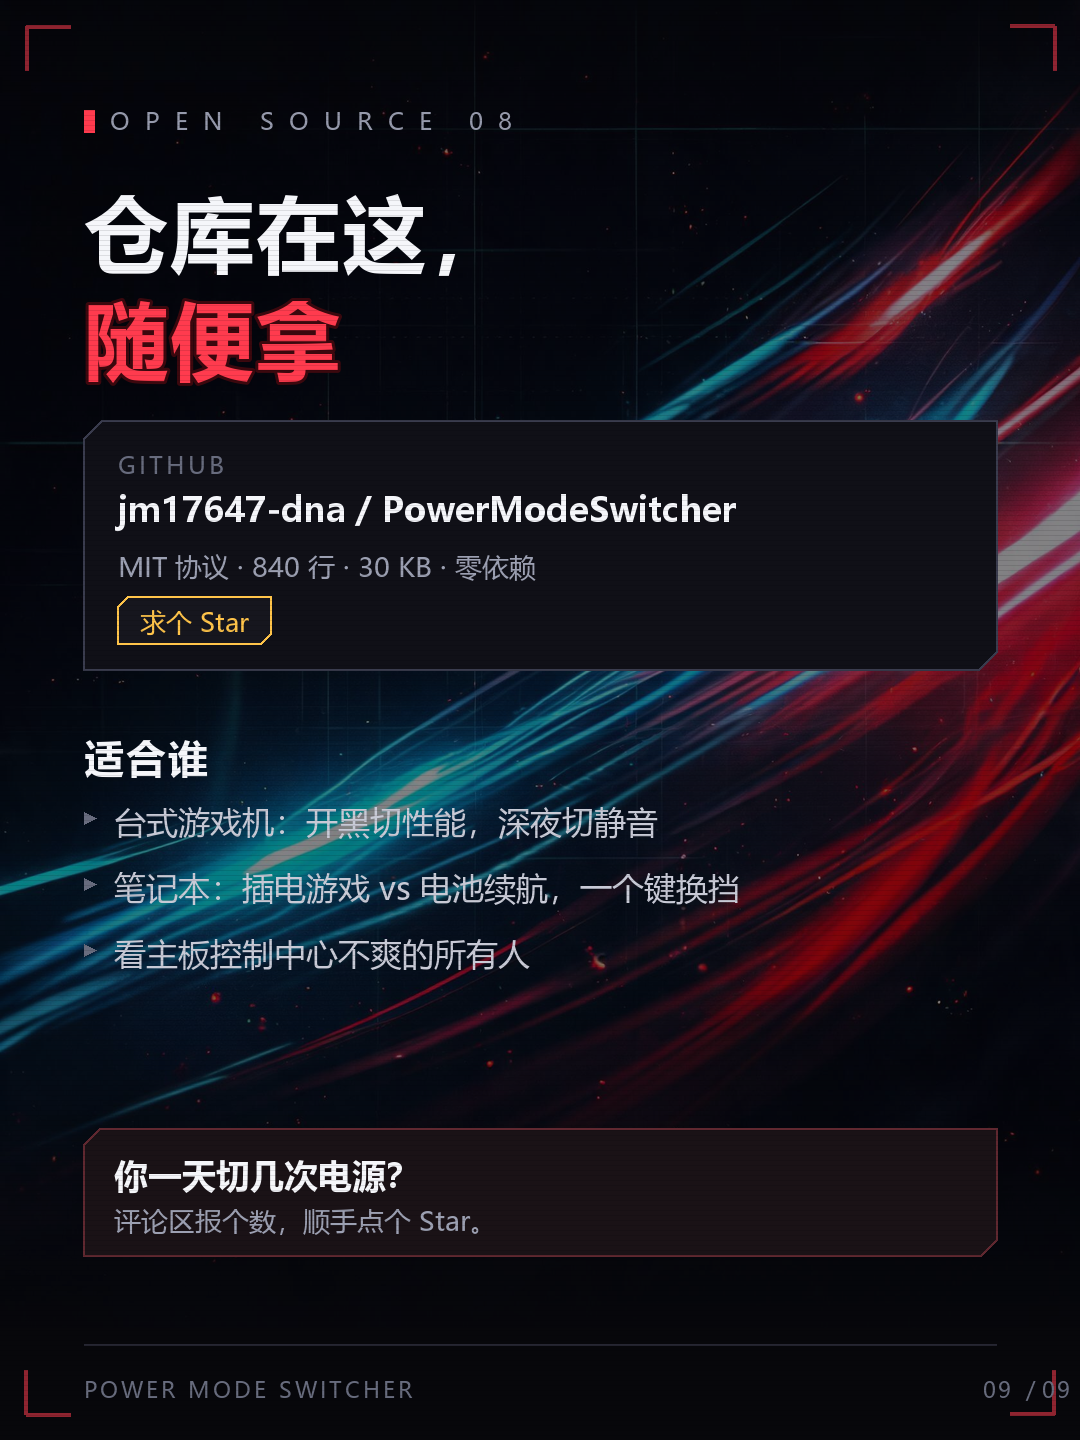 OPEN SOURCE 08
仓库在这，
随便拿
GITHUB
jm17647-dna / PowerModeSwitcher
MIT 协议 · 840 行 · 30 KB · 零依赖
求个 Star
适合谁
台式游戏机：开黑切性能，深夜切静音
笔记本：插电游戏 vs 电池续航，一个键换挡
看主板控制中心不爽的所有人
你一天切几次电源？
评论区报个数，顺手点个 Star。
POWER MODE SWITCHER
09 / 09